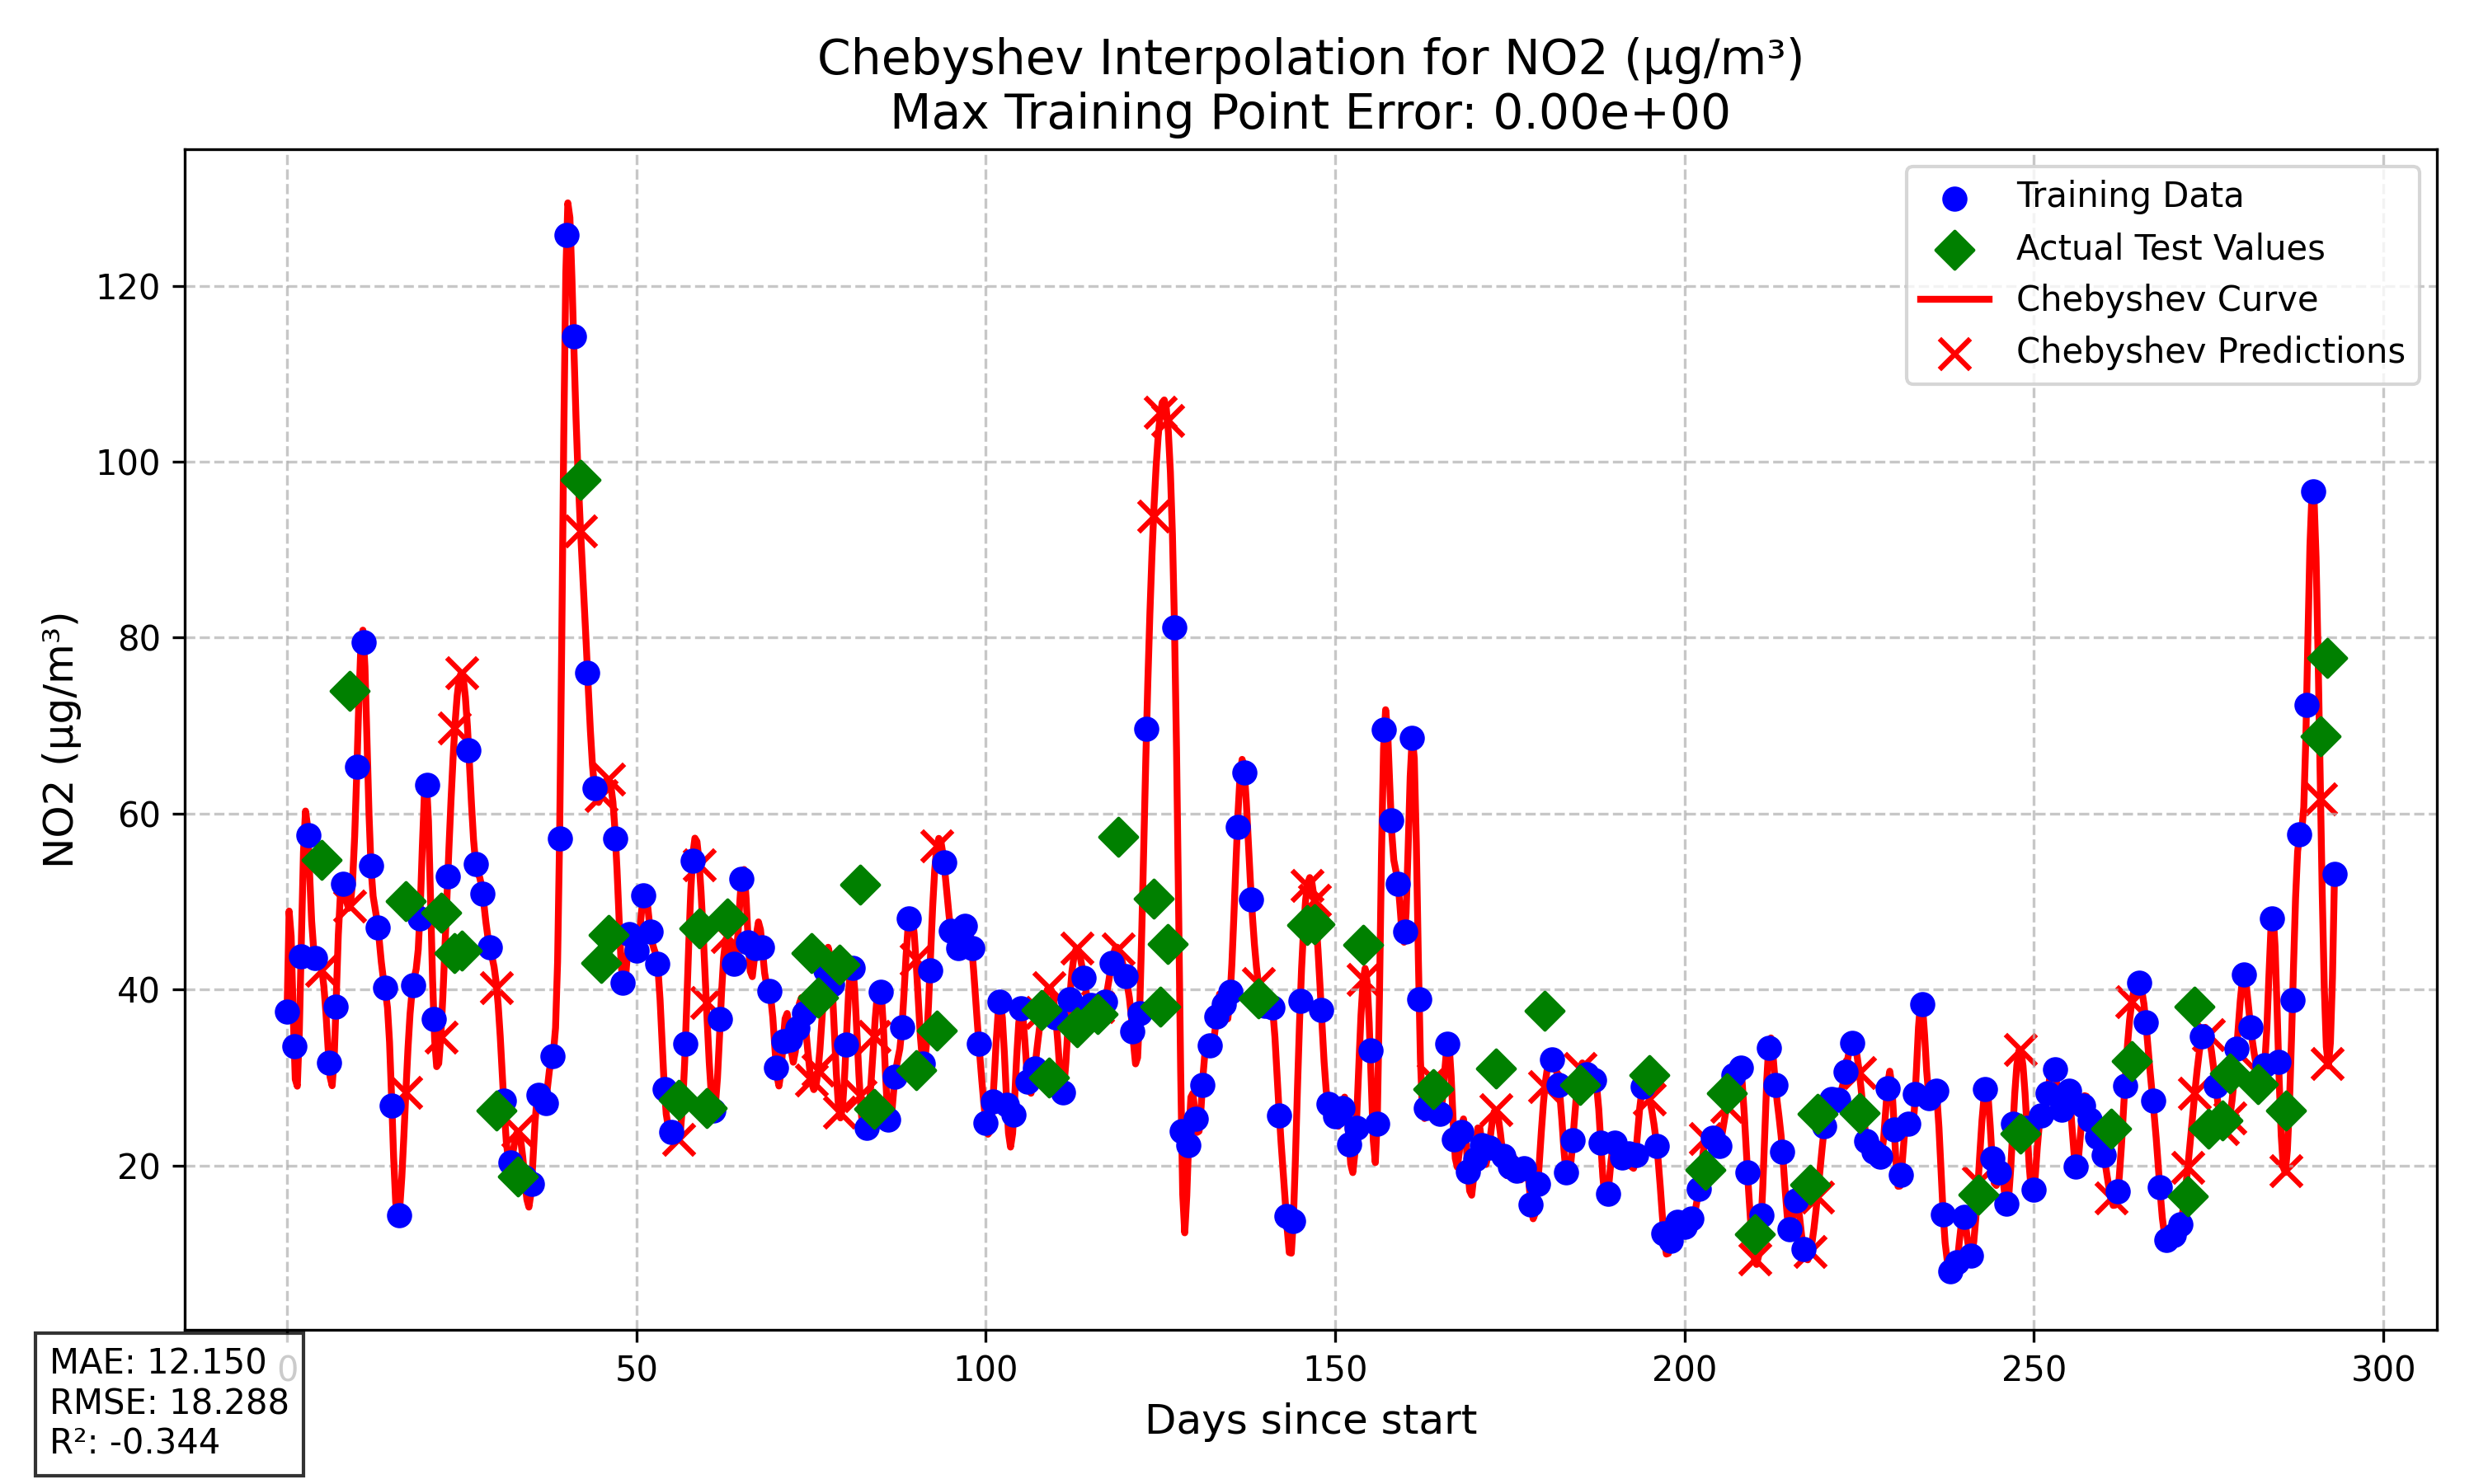 Chebyshev Interpolation for NO2 (µg/m³)
Max Training Point Error: 0.00e+00
Training Data
Actual Test Values
Chebyshev Curve
Chebyshev Predictions
120
100
80
60
40
20
NO2 (µg/m³)
0
50
100
150
200
250
300
Days since start
MAE: 12.150
RMSE: 18.288
R²: -0.344